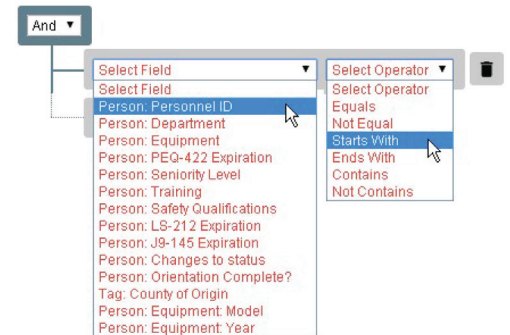 And
Select Field
Select Operator
Select Field
Person: Personnel ID
Person: Department
Person: Equipment
Person: PEQ-422 Expiration
Person: Seniority Level
Person: Training
Person: Safety Qualifications
Person: LS-212 Expiration
Person: J9-145 Expiration
Person: Changes to status
Person: Orientation Complete?
Tag: County of Origin
Person: Equipment: Model
Person: Equipment: Year
Select Operator
Equals
Not Equal
Starts With
Ends With
Contains
Not Contains